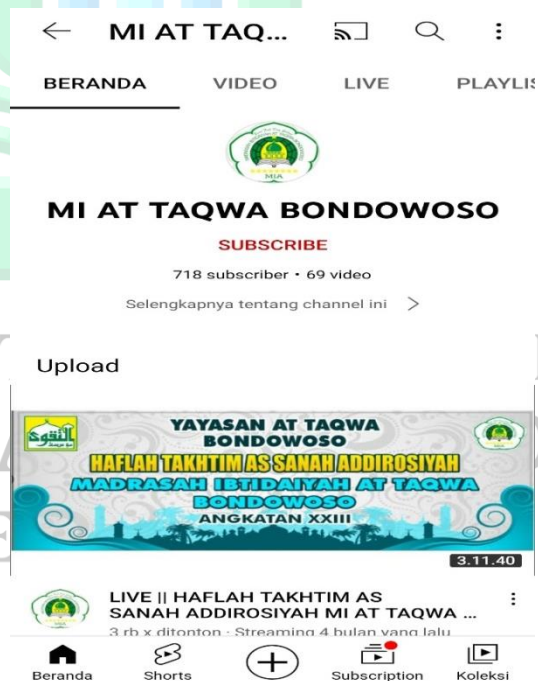 MI AT TAQ...
BERANDA VIDEO LIVE PLAYLIS
MIA
MI AT TAQWA BONDOWOSO
SUBSCRIBE
718 subscriber • 69 video
Selengkapnya tentang channel ini >
Upload
التقوى
YAYASAN AT TAQWA
BONDOWOSO
HAFLAH TAKHTIM AS SANAH ADDIROSIYAH
MADRASAH IBTIDAIYAH AT TAQWA
BONDOWOSO
ANGKATAN XXIII
3.11.40
LIVE || HAFLAH TAKHTIM AS
SANAH ADDIROSIYAH MI AT TAQWA ...
3 rb x ditonton · Streaming 4 bulan yang lalu
Beranda Shorts Subscription Koleksi